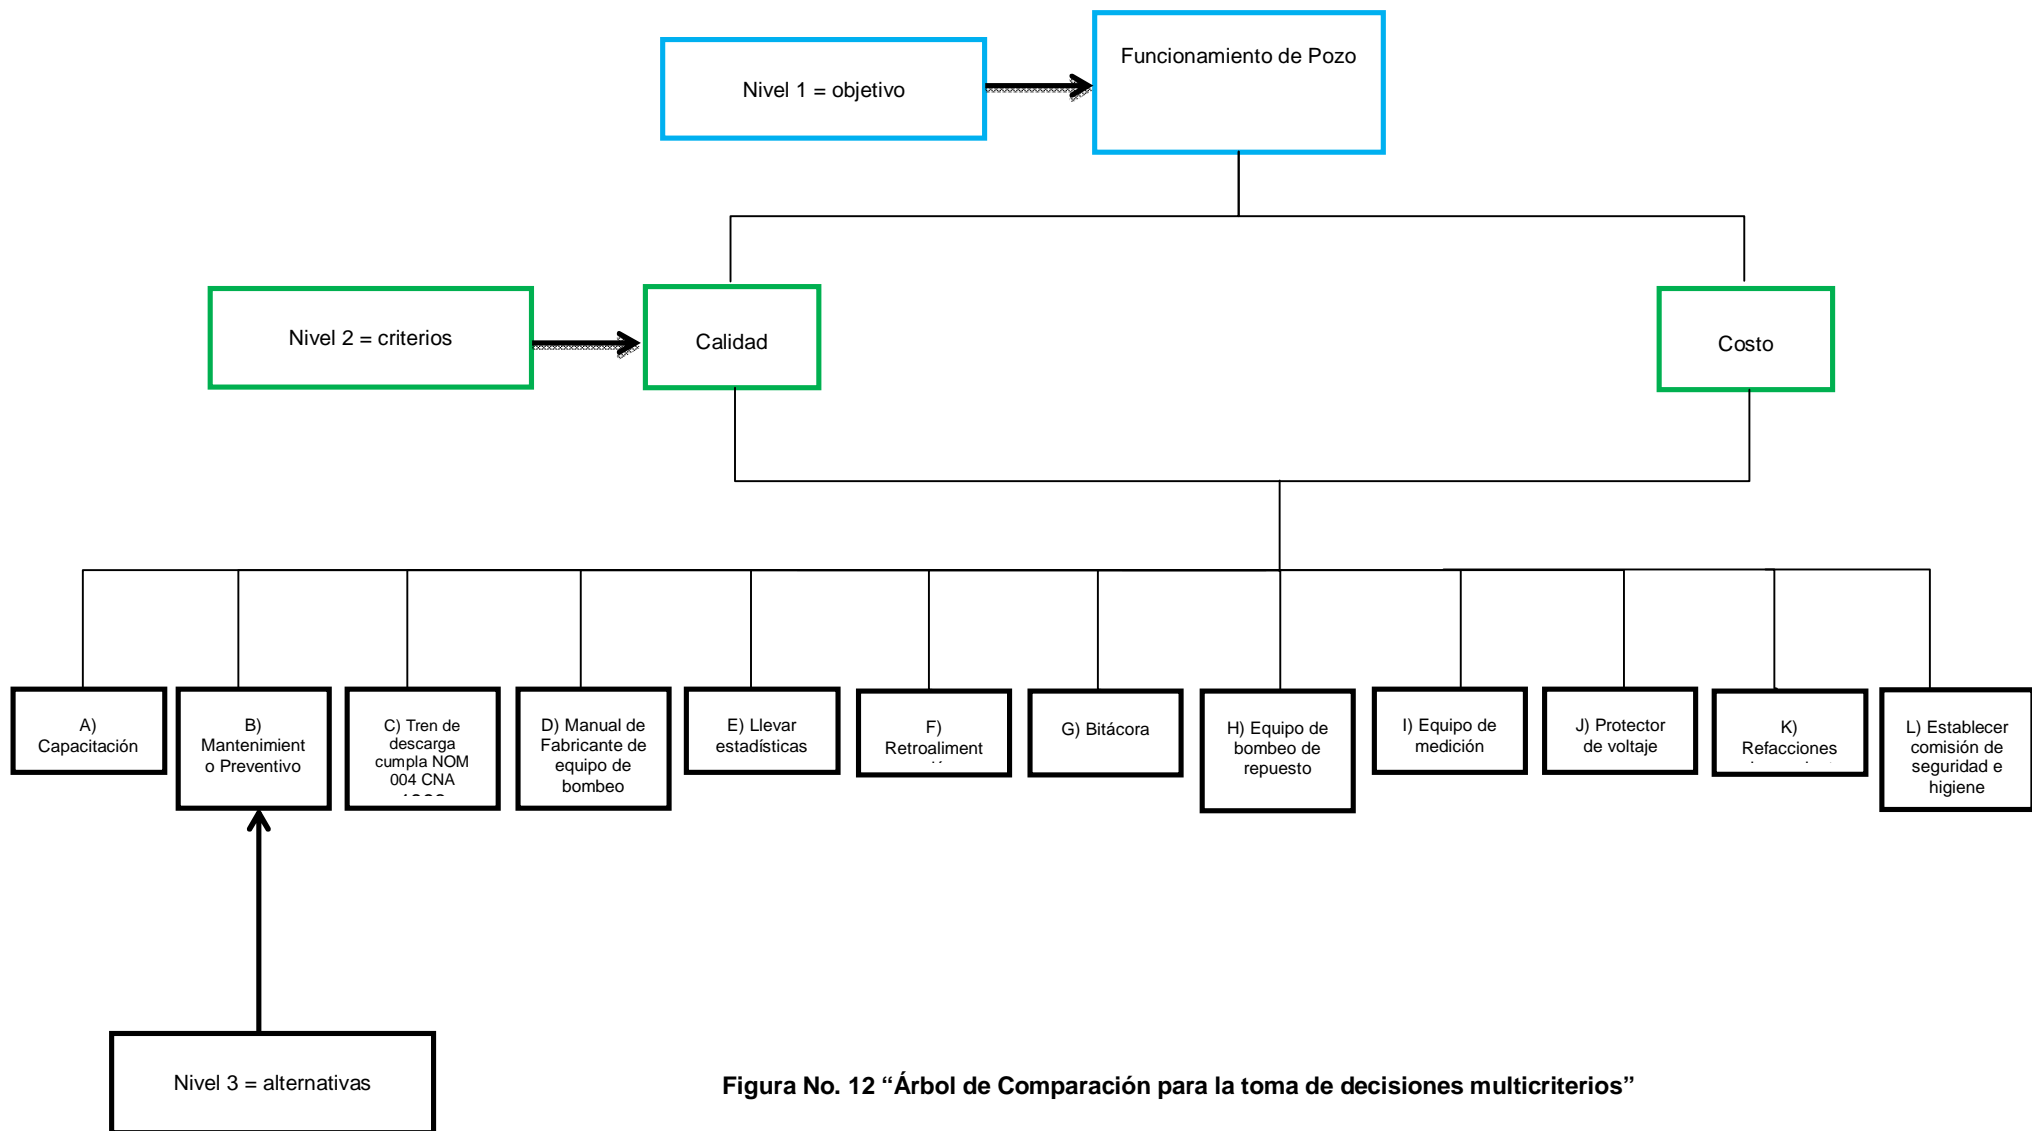 Funcionamiento de Pozo
Nivel 1 = objetivo
Nivel 2 = criterios
Calidad
Costo
A)
Capacitación
B)
Mantenimient
o Preventivo
C) Tren de
descarga
cumpla NOM
004 CNA
D) Manual de
Fabricante de
equipo de
bombeo
E) Llevar
estadísticas
F)
Retroaliment
G) Bitácora
H) Equipo de
bombeo de
repuesto
I) Equipo de
medición
J) Protector
de voltaje
K)
Refacciones
L) Establecer
comisión de
seguridad e
higiene
Nivel 3 = alternativas
Figura No. 12 “Árbol de Comparación para la toma de decisiones multicriterios”